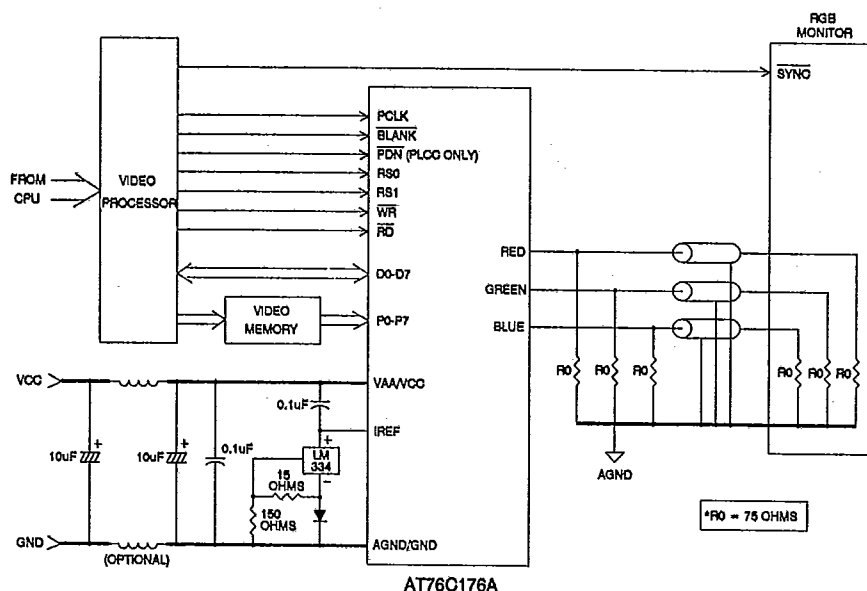 RGB
MONITOR
SYNC
PCLK
BLANK
PDN (PLCC ONLY)
RS0
RS1
WR
RD
FROM
CPU
VIDEO
PROCESSOR
D0-D7
VIDEO
MEMORY
P0-P7
RED
GREEN
BLUE
R0
R0
R0
R0
R0
R0
VCC
VAA/VCC
0.1uF
IREF
+
10uF
+
10uF
0.1uF
+
LM
334
-
15
OHMS
150
OHMS
AGND
*R0 = 75 OHMS
GND
(OPTIONAL)
AGND/GND
AT76C176A